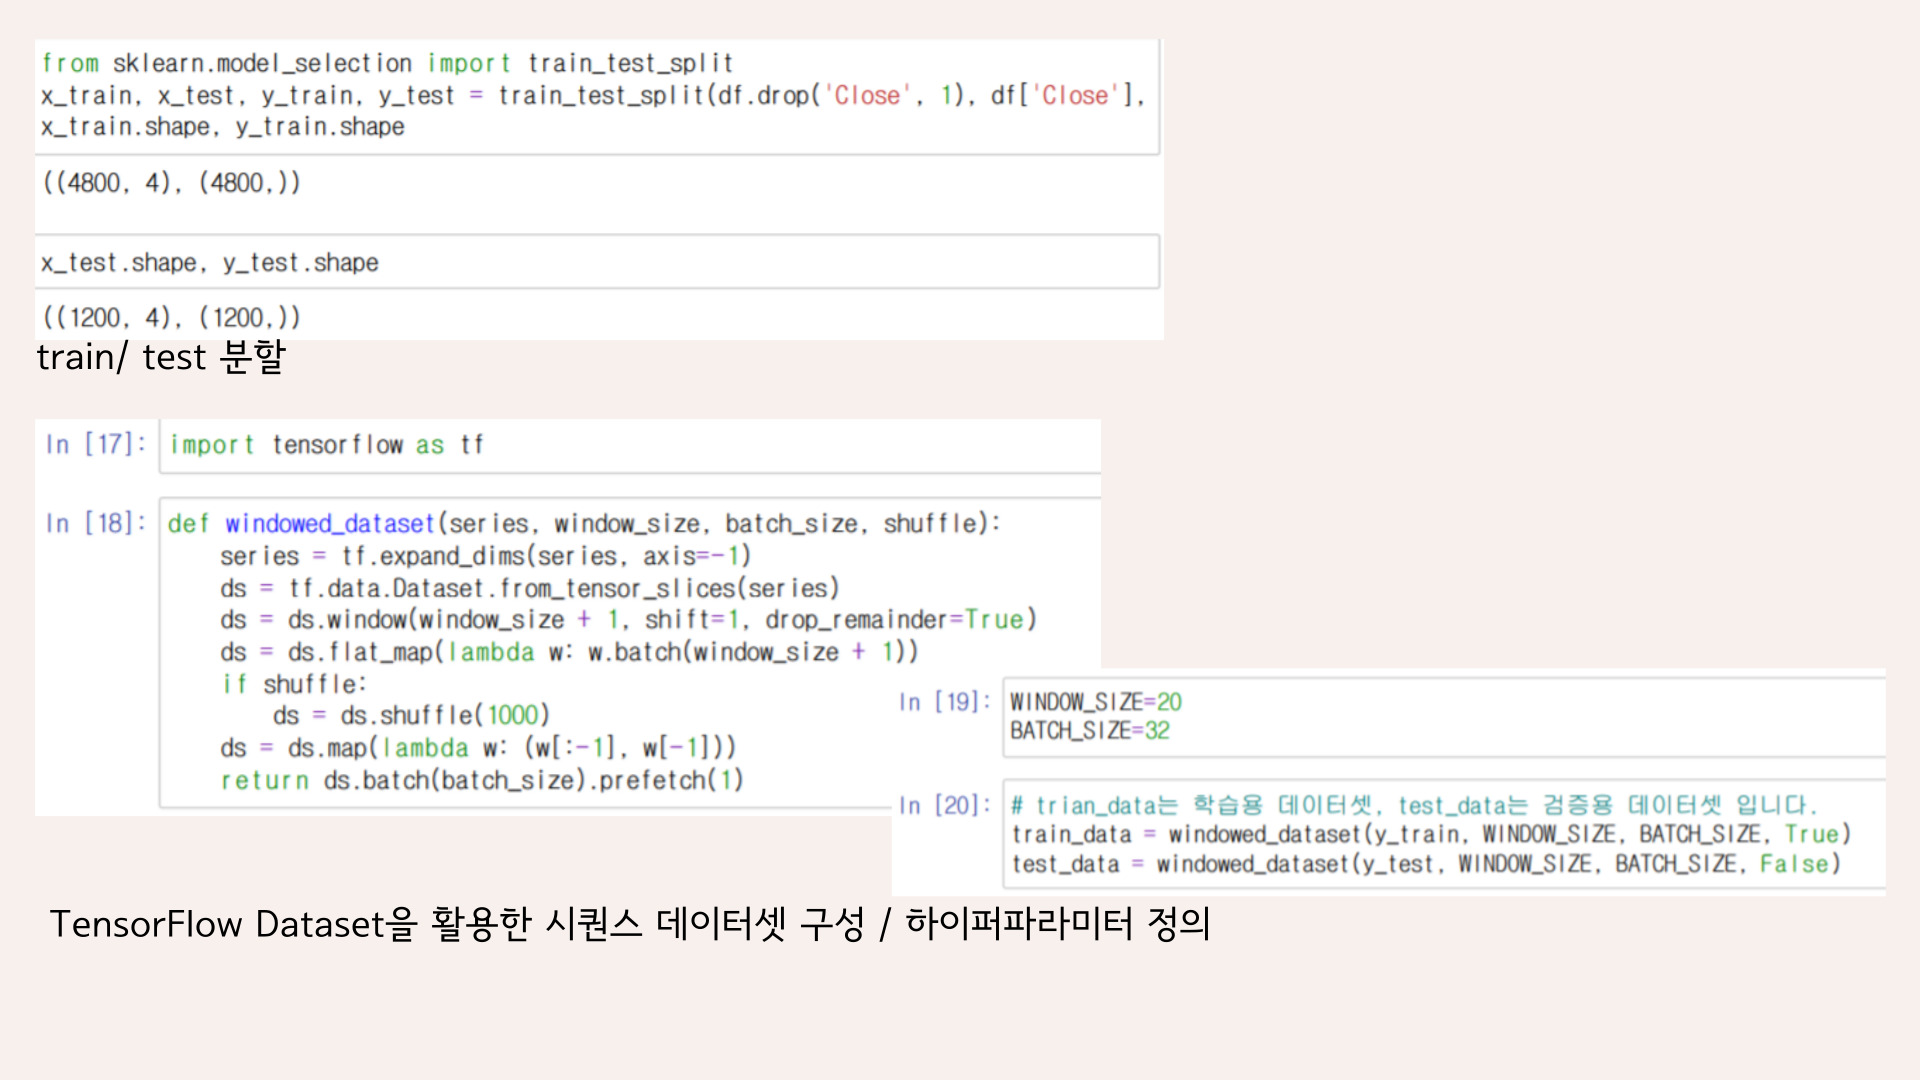 from sklearn.model_selection import train_test_split
x_train, x_test, y_train, y_test = train_test_split(df.drop('Close', 1), df['Close'],
x_train.shape, y_train.shape
((4800, 4), (4800,))
x_test.shape, y_test.shape
((1200, 4), (1200,))
train/ test 분할
In [17]: import tensorflow as tf
In [18]: def windowed_dataset(series, window_size, batch_size, shuffle):
series = tf.expand_dims(series, axis=-1)
ds = tf.data.Dataset.from_tensor_slices(series)
ds = ds.window(window_size + 1, shift=1, drop_remainder=True)
ds = ds.flat_map(lambda w: w.batch(window_size + 1))
if shuffle:
ds = ds.shuffle(1000)
ds = ds.map(lambda w: (w[:-1], w[-1]))
return ds.batch(batch_size).prefetch(1)
In [19]: WINDOW_SIZE=20
BATCH_SIZE=32
In [20]: # trian_data는 학습용 데이터셋, test_data는 검증용 데이터셋 입니다.
train_data = windowed_dataset(y_train, WINDOW_SIZE, BATCH_SIZE, True)
test_data = windowed_dataset(y_test, WINDOW_SIZE, BATCH_SIZE, False)
TensorFlow Dataset을 활용한 시퀀스 데이터셋 구성 / 하이퍼파라미터 정의